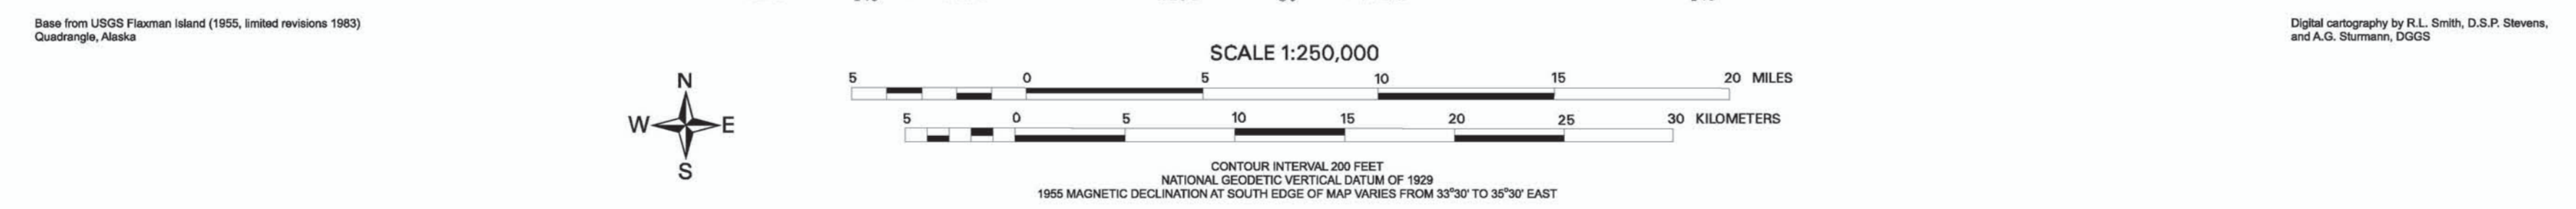 Base from USGS Flaxman Island (1955, limited revisions 1983)
Quadrangle, Alaska
Digital cartography by R.L. Smith, D.S.P. Stevens,
and A.G. Sturmann, DGGS
SCALE 1:250,000
5 0 5 10 15 20 MILES
5 0 5 10 15 20 25 30 KILOMETERS
N
W E
S
CONTOUR INTERVAL 200 FEET
NATIONAL GEODETIC VERTICAL DATUM OF 1929
1955 MAGNETIC DECLINATION AT SOUTH EDGE OF MAP VARIES FROM 33°30' TO 35°30' EAST